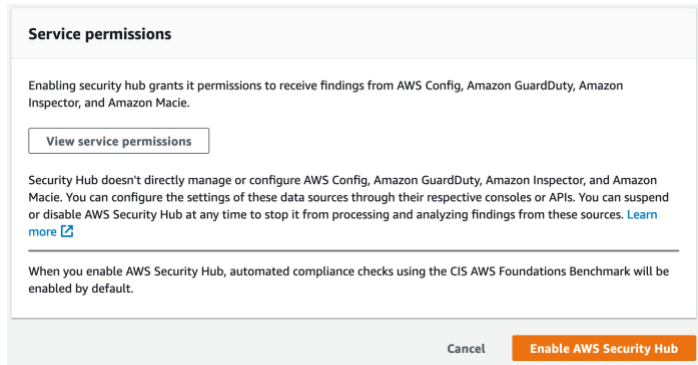 Service permissions
Enabling security hub grants it permissions to receive findings from AWS Config, Amazon GuardDuty, Amazon
Inspector, and Amazon Macie.
View service permissions
Security Hub doesn't directly manage or configure AWS Config, Amazon GuardDuty, Amazon Inspector, and Amazon
Macie. You can configure the settings of these data sources through their respective consoles or APIs. You can suspend
or disable AWS Security Hub at any time to stop it from processing and analyzing findings from these sources. Learn
more
When you enable AWS Security Hub, automated compliance checks using the CIS AWS Foundations Benchmark will be
enabled by default.
Cancel Enable AWS Security Hub